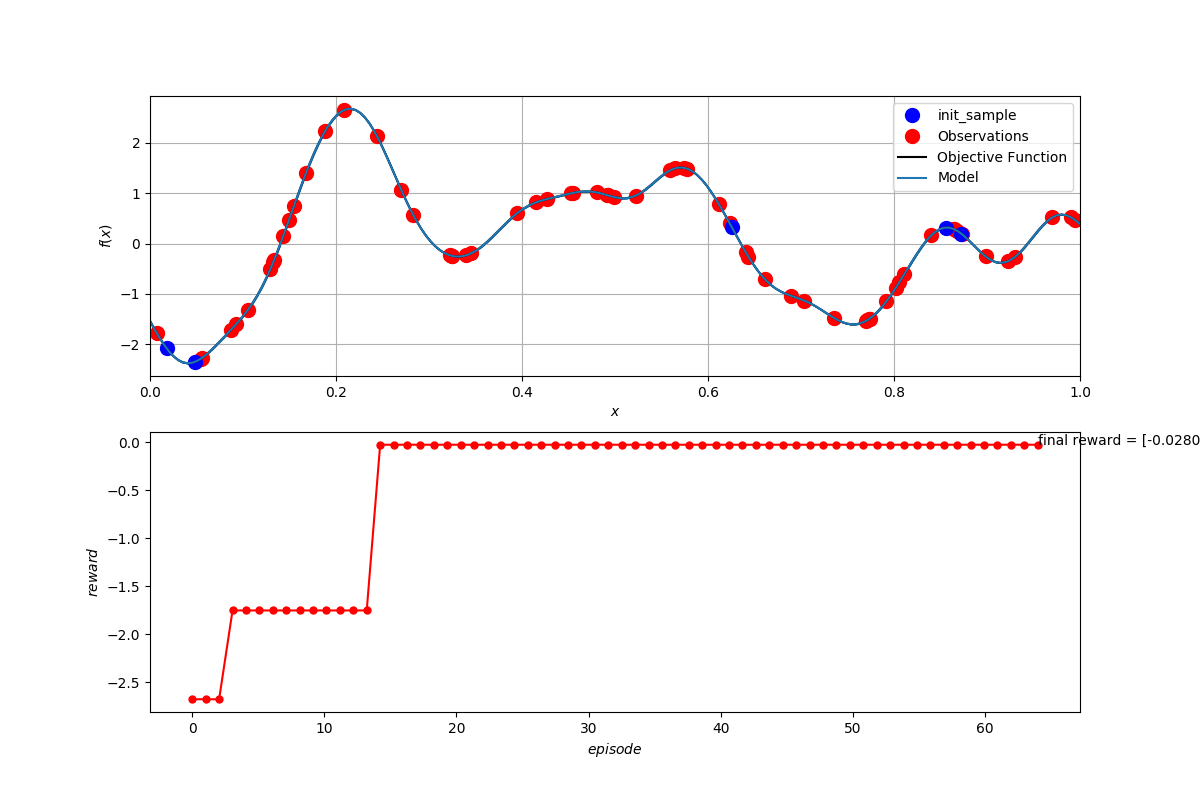 2
1
0
−1
−2
f(x)
init_sample
Observations
Objective Function
Model
0.0 0.2 0.4 0.6 0.8 1.0
x
0.0
−0.5
−1.0
−1.5
−2.0
−2.5
reward
final reward = [-0.0280
0 10 20 30 40 50 60
episode